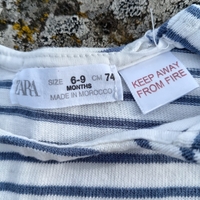 ZARA
SIZE 6-9 MONTHS CM 74
MADE IN MOROCCO
KEEP AWAY
FROM FIRE